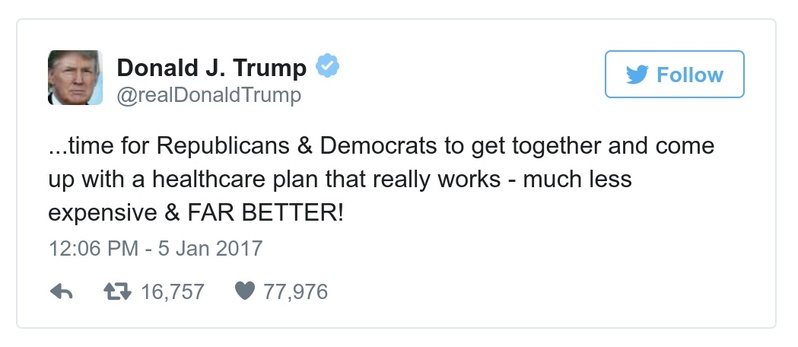 Donald J. Trump
@realDonaldTrump
Follow
...time for Republicans & Democrats to get together and come
up with a healthcare plan that really works - much less
expensive & FAR BETTER!
12:06 PM - 5 Jan 2017
16,757 77,976